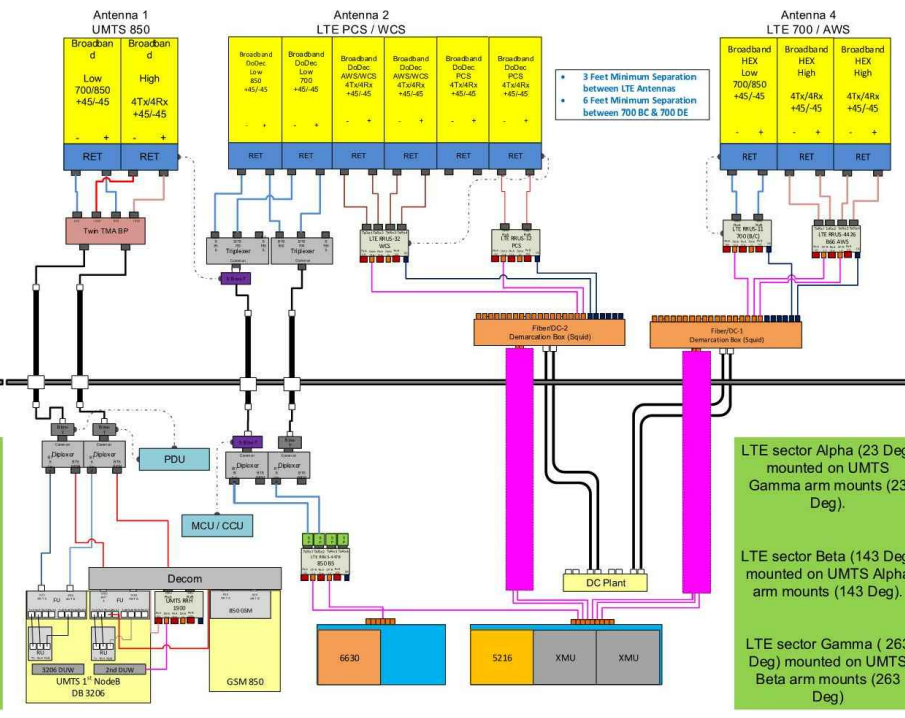 Antenna 1
UMTS 850
Antenna 2
LTE PCS / WCS
Antenna 4
LTE 700 / AWS
Broadban
d
Low
700/850
+45/-45
- +
RET
Broadban
d
High
4Tx/4Rx
+45/-45
- +
RET
Broadband
DoDec
Low
850
+45/-45
- +
RET
Broadband
DoDec
Low
700
+45/-45
- +
RET
Broadband
DoDec
AWS/WCS
4Tx/4Rx
+45/-45
- +
RET
Broadband
DoDec
AWS/WCS
4Tx/4Rx
+45/-45
- +
RET
Broadband
DoDec
PCS
4Tx/4Rx
+45/-45
- +
RET
Broadband
DoDec
PCS
4Tx/4Rx
+45/-45
- +
RET
• 3 Feet Minimum Separation
between LTE Antennas
• 6 Feet Minimum Separation
between 700 BC & 700 DE
Broadband
HEX
Low
700/850
+45/-45
- +
RET
Broadband
HEX
High
4Tx/4Rx
+45/-45
- +
RET
Broadband
HEX
High
4Tx/4Rx
+45/-45
- +
RET
Twin TMA BP
Triplexer
Triplexer
LTE RRUS-32
WCS
LTE RRUS-32
PCS
LTE RRUS-11
700 (B/C)
LTE RRUS-4426
B66 AWS
Fiber/DC-2
Demarcation Box (Squid)
Fiber/DC-1
Demarcation Box (Squid)
Diplexer
Diplexer
PDU
Diplexer
Diplexer
MCU / CCU
850 B5
DC Plant
Decom
FU
FU
UMTS RRH
1900
850 GSM
RU
RU
3206 DUW
2nd DUW
UMTS 1st NodeB
DB 3206
GSM 850
6630
5216
XMU
XMU
LTE sector Alpha (23 Deg
mounted on UMTS
Gamma arm mounts (23
Deg).
LTE sector Beta (143 Deg
mounted on UMTS Alpha
arm mounts (143 Deg).
LTE sector Gamma ( 263
Deg) mounted on UMTS
Beta arm mounts (263
Deg)